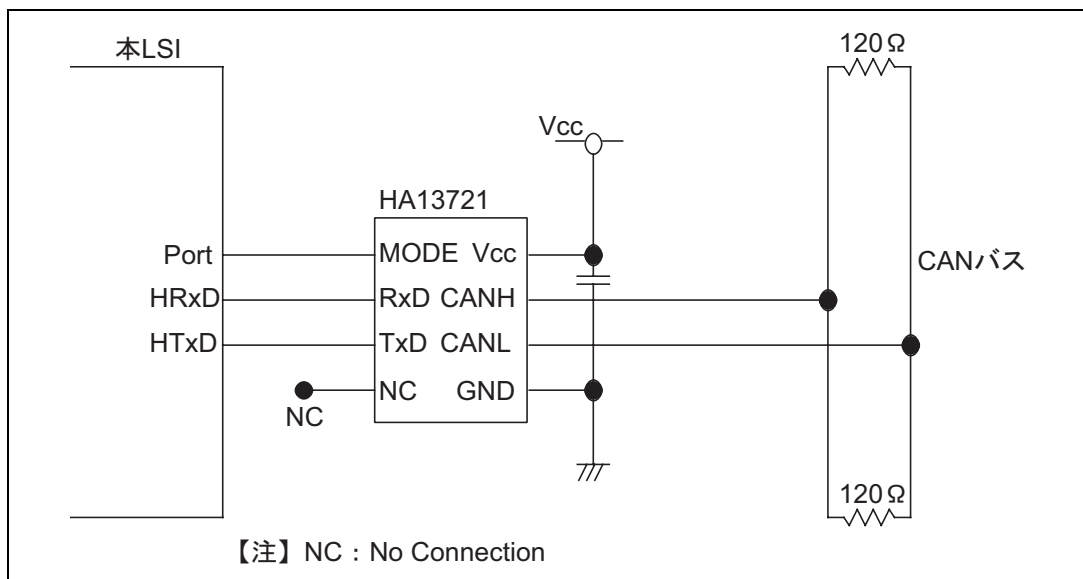 本LSI
120Ω
Vcc
HA13721
Port
MODE Vcc
CANバス
HRxD
RxD CANH
HTxD
TxD CANL
NC GND
NC
120Ω
【注】NC：No Connection